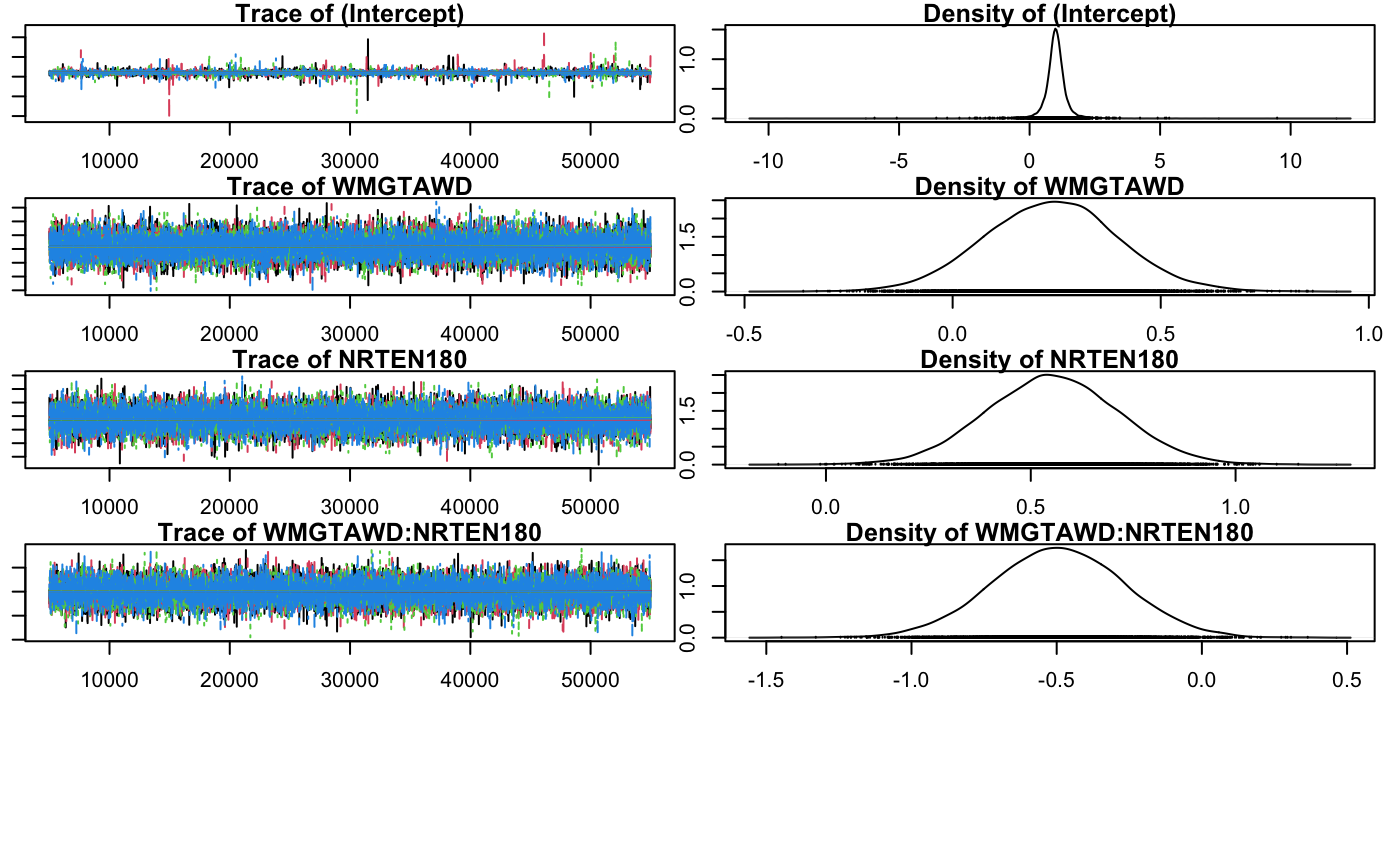 Trace of (Intercept)
Density of (Intercept)
0.0 1.0
10000 20000 30000 40000 50000
-10 -5 0 5 10
Trace of WMGTAWD
Density of WMGTAWD
0.0 1.5
10000 20000 30000 40000 50000
-0.5 0.0 0.5 1.0
Trace of NRTEN180
Density of NRTEN180
0.0 1.5
10000 20000 30000 40000 50000
0.0 0.5 1.0
Trace of WMGTAWD:NRTEN180
Density of WMGTAWD:NRTEN180
0.0 1.0
10000 20000 30000 40000 50000
-1.5 -1.0 -0.5 0.0 0.5